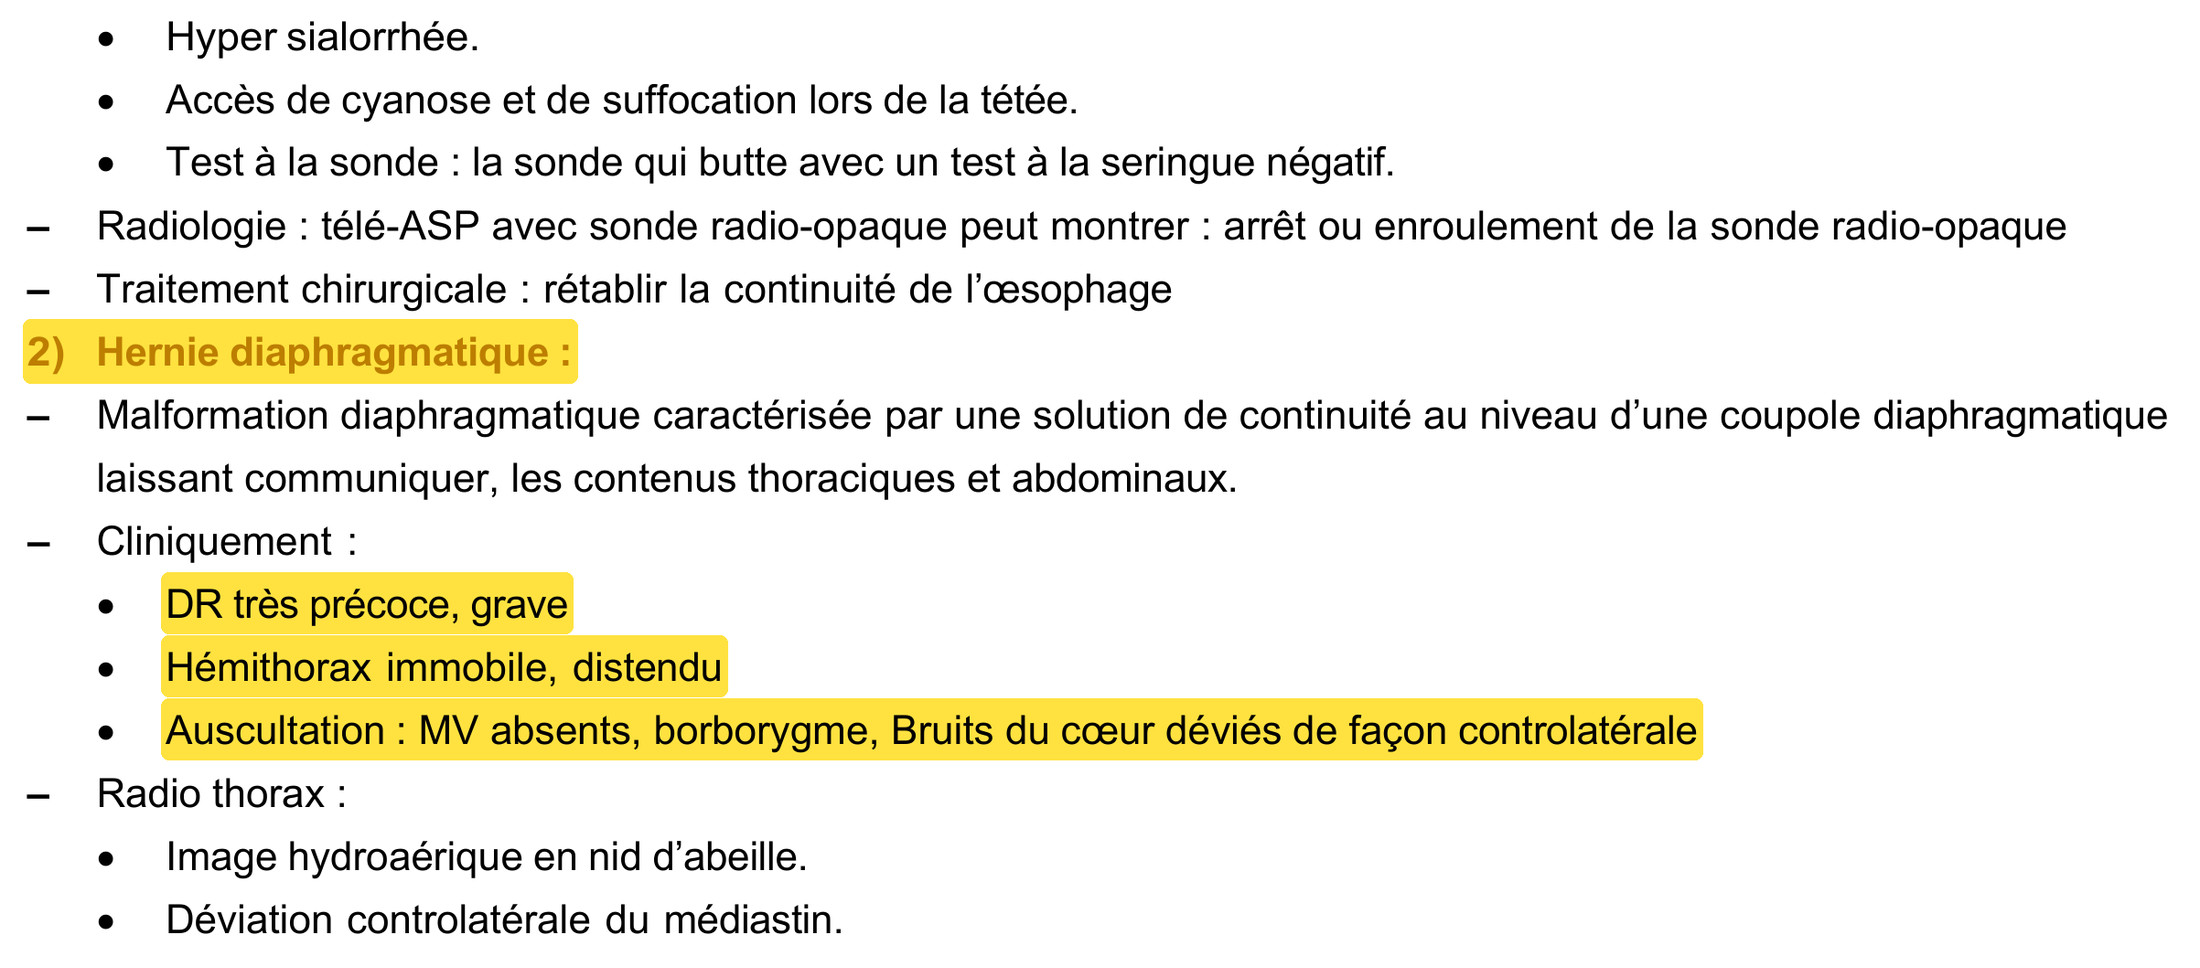 • Hyper sialorrhée.
• Accès de cyanose et de suffocation lors de la tétée.
• Test à la sonde : la sonde qui butte avec un test à la seringue négatif.
– Radiologie : télé-ASP avec sonde radio-opaque peut montrer : arrêt ou enroulement de la sonde radio-opaque
– Traitement chirurgicale : rétablir la continuité de l’œsophage
2) Hernie diaphragmatique :
– Malformation diaphragmatique caractérisée par une solution de continuité au niveau d’une coupole diaphragmatique
laissant communiquer, les contenus thoraciques et abdominaux.
– Cliniquement :
• DR très précoce, grave
• Hémithorax immobile, distendu
• Auscultation : MV absents, borborygme, Bruits du cœur déviés de façon controlatérale
– Radio thorax :
• Image hydroaérique en nid d’abeille.
• Déviation controlatérale du médiastin.